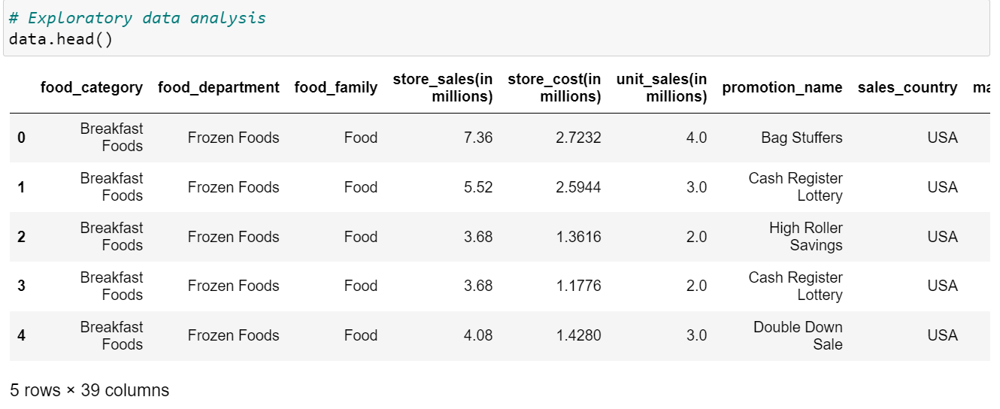 # Exploratory data analysis
data.head()
food_category food_department food_family store_sales(in millions) store_cost(in millions) unit_sales(in millions) promotion_name sales_country ma
0 Breakfast Foods Frozen Foods Food 7.36 2.7232 4.0 Bag Stuffers USA
1 Breakfast Foods Frozen Foods Food 5.52 2.5944 3.0 Cash Register Lottery USA
2 Breakfast Foods Frozen Foods Food 3.68 1.3616 2.0 High Roller Savings USA
3 Breakfast Foods Frozen Foods Food 3.68 1.1776 2.0 Cash Register Lottery USA
4 Breakfast Foods Frozen Foods Food 4.08 1.4280 3.0 Double Down Sale USA
5 rows × 39 columns